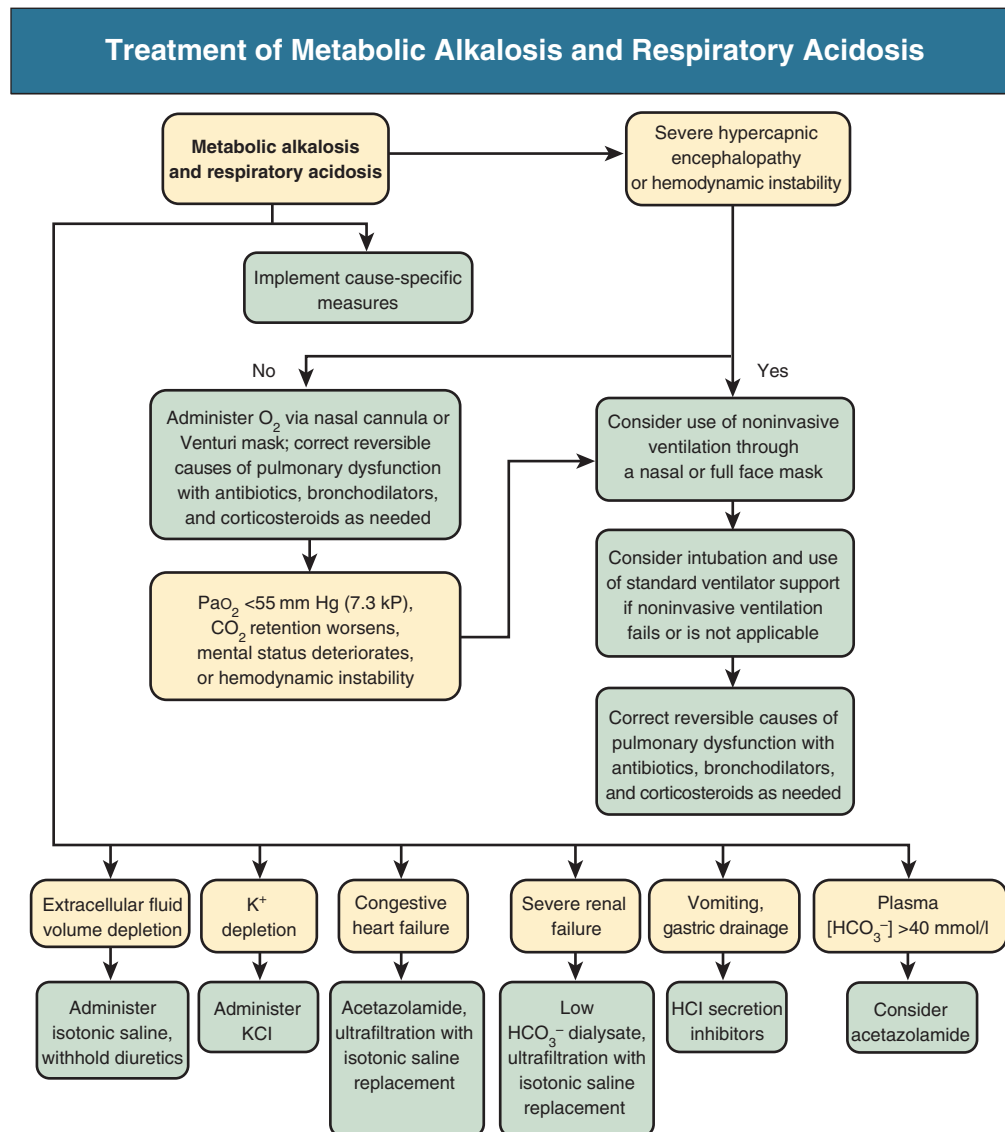 Treatment of Metabolic Alkalosis and Respiratory Acidosis
Metabolic alkalosis
and respiratory acidosis
Severe hypercapnic
encephalopathy
or hemodynamic instability
Implement cause-specific
measures
No
Yes
Administer O₂ via nasal cannula or
Venturi mask; correct reversible
causes of pulmonary dysfunction
with antibiotics, bronchodilators,
and corticosteroids as needed
Consider use of noninvasive
ventilation through
a nasal or full face mask
PaO₂ <55 mm Hg (7.3 kP),
CO₂ retention worsens,
mental status deteriorates,
or hemodynamic instability
Consider intubation and use
of standard ventilator support
if noninvasive ventilation
fails or is not applicable
Correct reversible causes of
pulmonary dysfunction with
antibiotics, bronchodilators,
and corticosteroids as needed
Extracellular fluid
volume depletion
K⁺
depletion
Congestive
heart failure
Severe renal
failure
Vomiting,
gastric drainage
Plasma
[HCO₃⁻] >40 mmol/l
Administer
isotonic saline,
withhold diuretics
Administer
KCl
Acetazolamide,
ultrafiltration with
isotonic saline
replacement
Low
HCO₃⁻ dialysate,
ultrafiltration with
isotonic saline
replacement
HCl secretion
inhibitors
Consider
acetazolamide